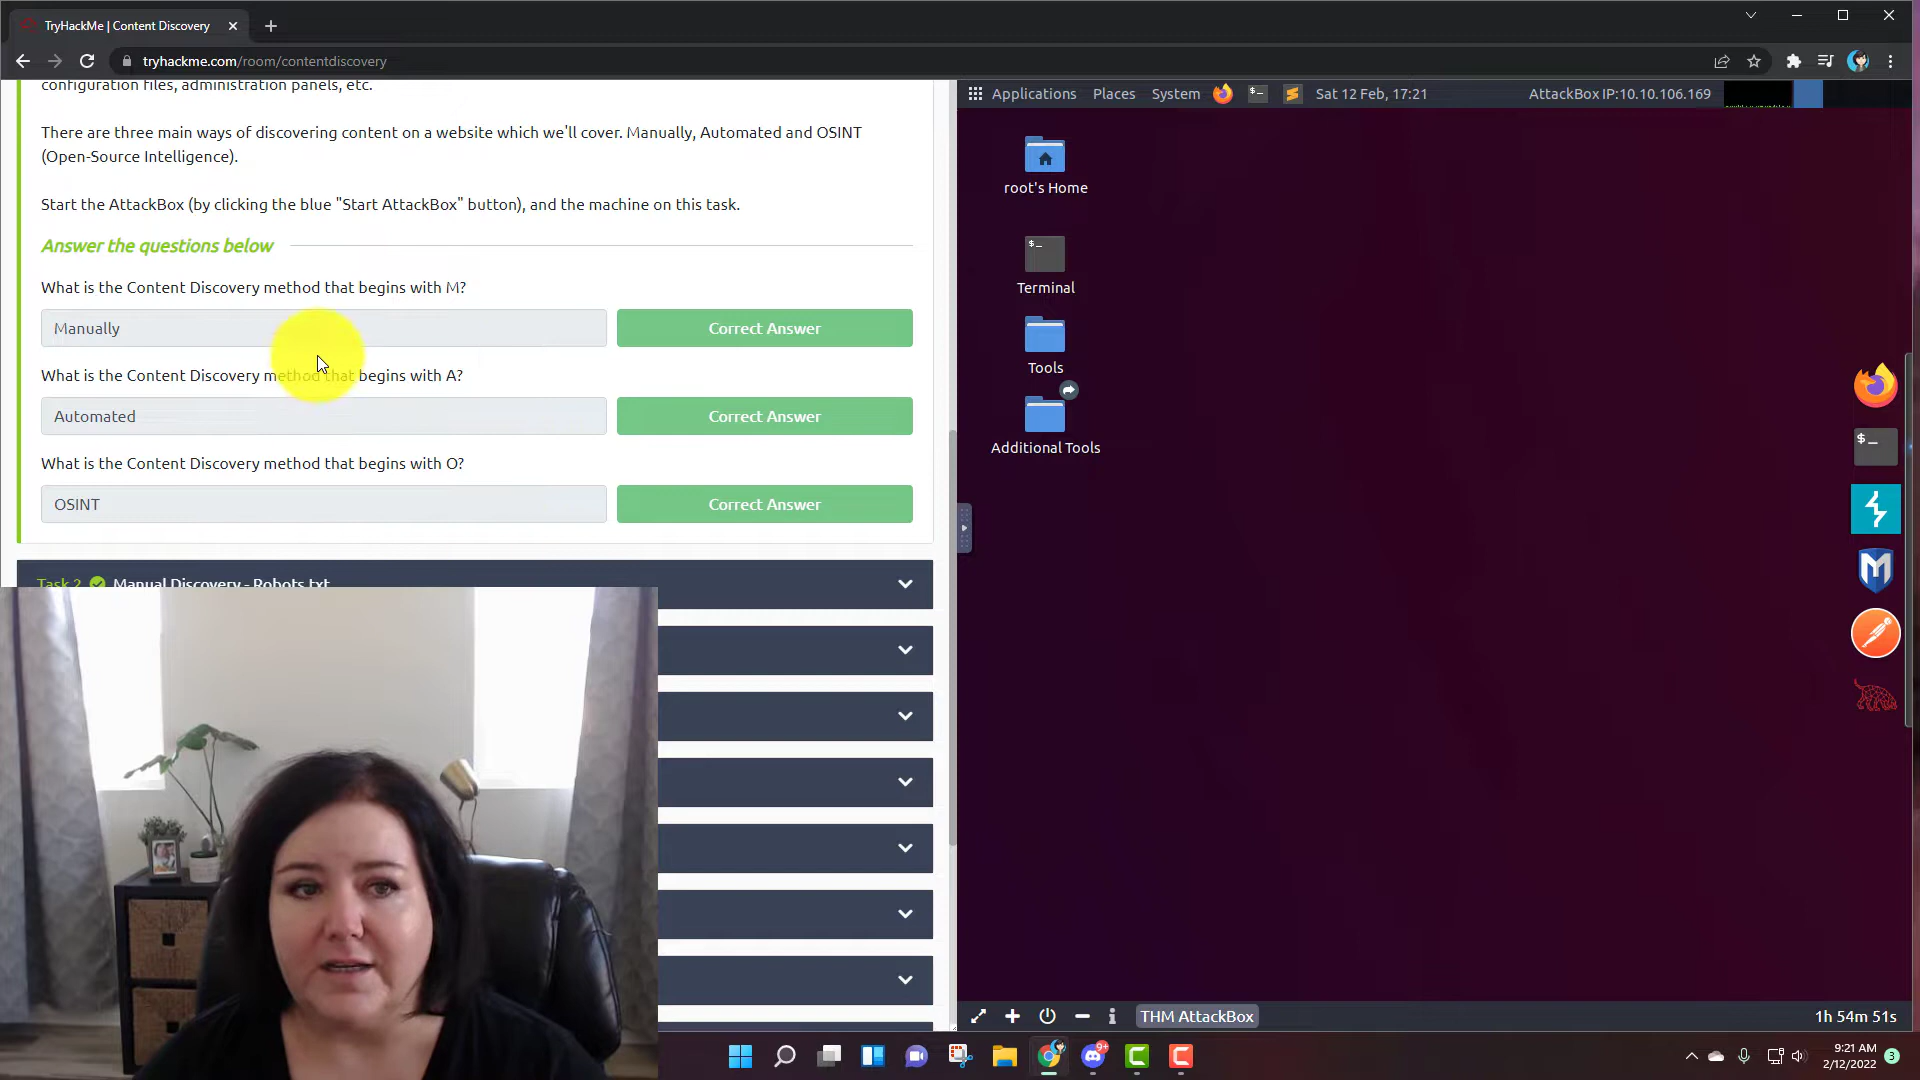 TryHackMe | Content Discovery
tryhackme.com/room/contentdiscovery
configuration files, administration panels, etc.
There are three main ways of discovering content on a website which we'll cover. Manually, Automated and OSINT
(Open-Source Intelligence).
Start the AttackBox (by clicking the blue "Start AttackBox" button), and the machine on this task.
Answer the questions below
What is the Content Discovery method that begins with M?
Manually
Correct Answer
What is the Content Discovery method that begins with A?
Automated
Correct Answer
What is the Content Discovery method that begins with O?
OSINT
Correct Answer
Task 2 Manual Discovery - Robots.txt
Applications Places System Sat 12 Feb, 17:21 AttackBox IP:10.10.106.169
root's Home
Terminal
Tools
Additional Tools
THM AttackBox
1h 54m 51s
9+
9:21 AM
2/12/2022
3